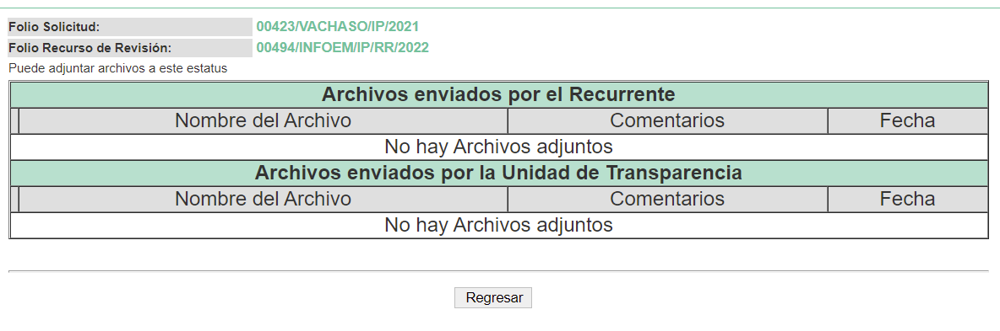 Folio Solicitud: 00423/VACHASO/IP/2021
Folio Recurso de Revisión: 00494/INFOEM/IP/RR/2022
Puede adjuntar archivos a este estatus
Archivos enviados por el Recurrente
Nombre del Archivo Comentarios Fecha
No hay Archivos adjuntos
Archivos enviados por la Unidad de Transparencia
Nombre del Archivo Comentarios Fecha
No hay Archivos adjuntos
Regresar